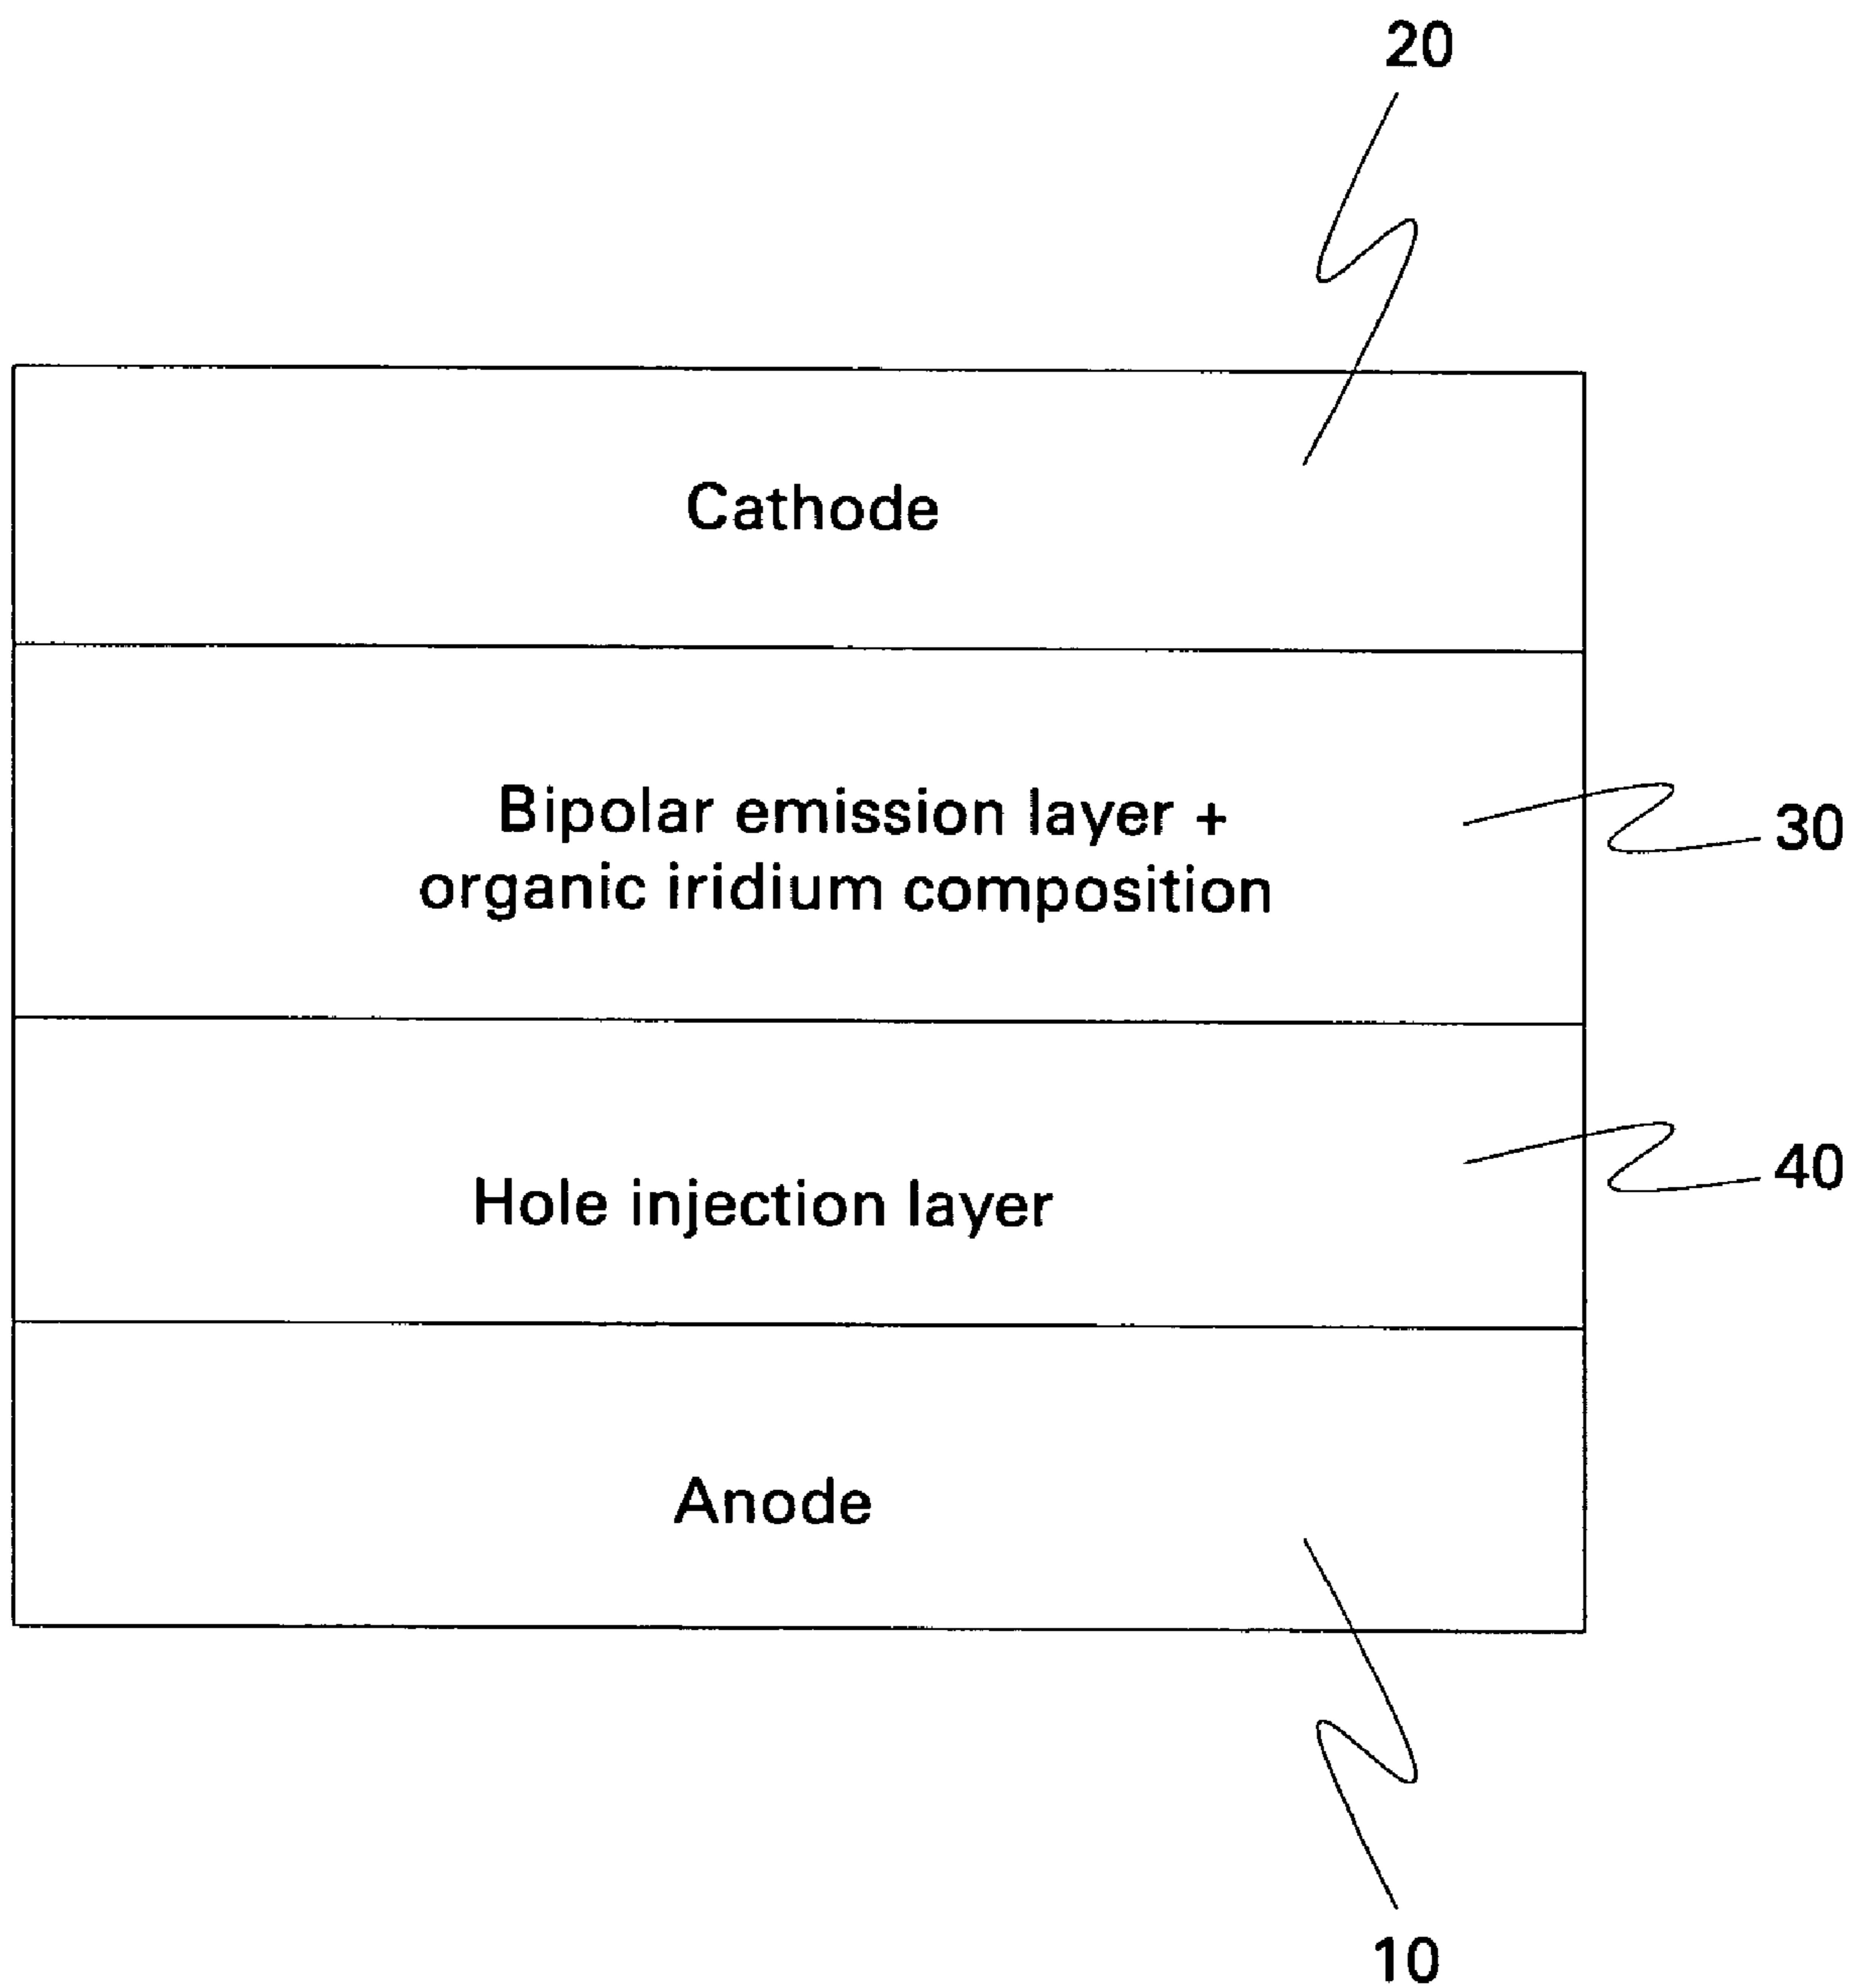 20
Cathode
Bipolar emission layer +
organic iridium composition
30
40
Hole injection layer
Anode
10